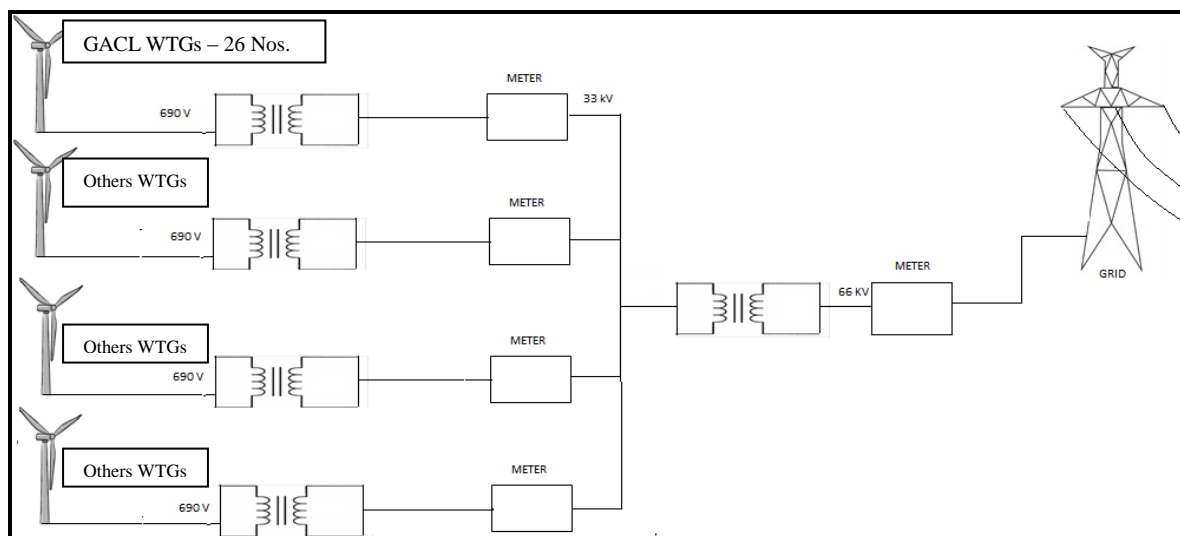 GACL WTGs – 26 Nos.
METER
690 V
33 kV
Others WTGs
METER
690 V
GRID
METER
66 KV
Others WTGs
METER
690 V
Others WTGs
METER
690 V